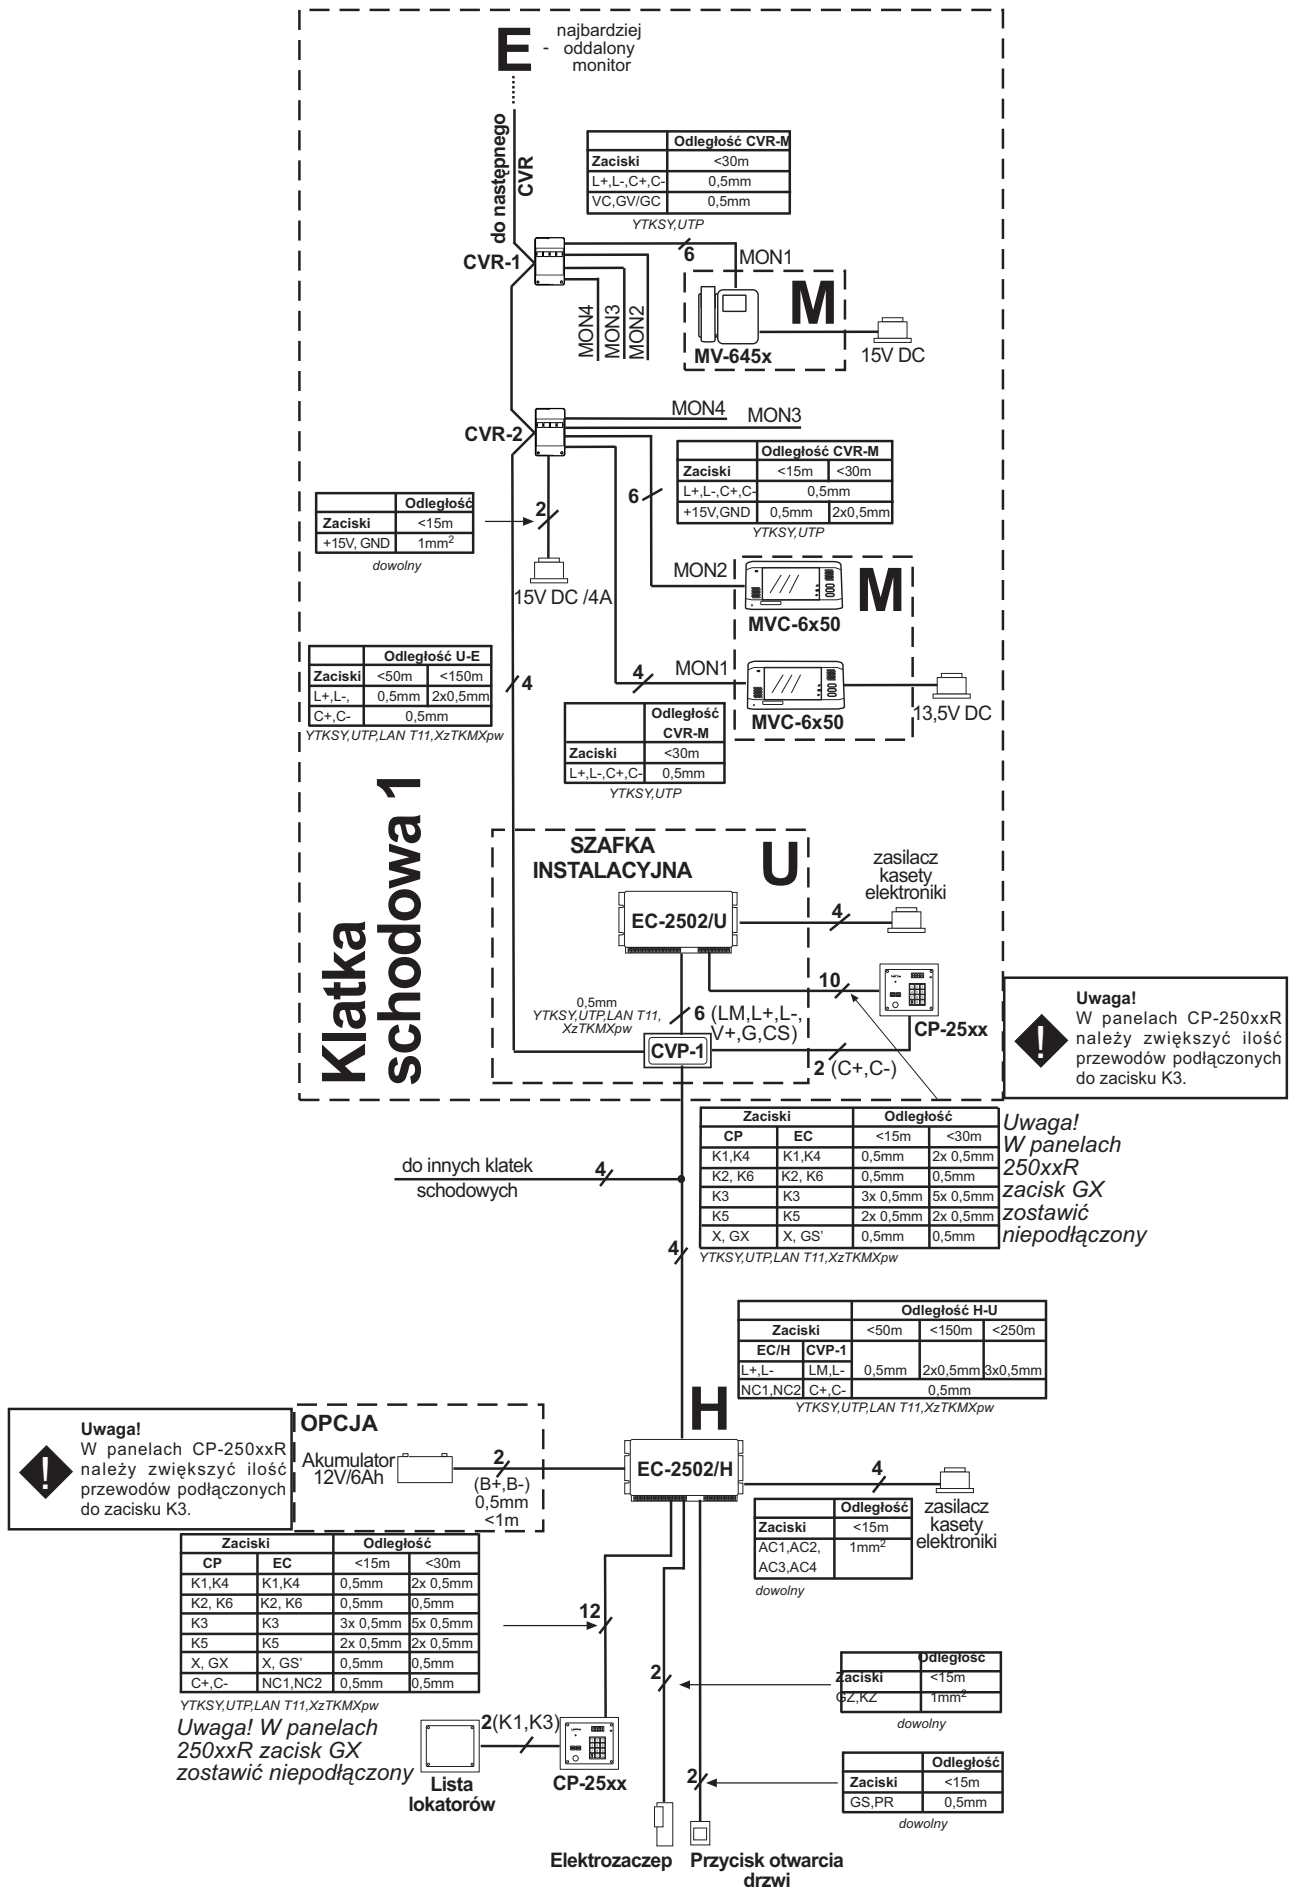 E
- najbardziej
oddalony
monitor
do następnego
CVR
Odległość CVR-M
Zaciski <30m
L+,L-,C+,C- 0,5mm
VC,GV/GC 0,5mm
YTKSY,UTP
CVR-1
6
MON1
MON4
MON3
MON2
M
MV-645x
15V DC
MON4
MON3
CVR-2
Odległość CVR-M
Zaciski <15m <30m
L+,L-,C+,C- 0,5mm
+15V,GND 0,5mm 2x0,5mm
YTKSY,UTP
6
Odległość
Zaciski <15m
+15V, GND 1mm²
dowolny
2
15V DC /4A
MON2
M
MVC-6x50
Odległość U-E
Zaciski <50m <150m
L+,L-, 0,5mm 2x0,5mm
C+,C- 0,5mm
YTKSY,UTP,LAN T11,XzTKMXpw
4
4
MON1
MVC-6x50
13,5V DC
Odległość
CVR-M
Zaciski <30m
L+,L-,C+,C- 0,5mm
YTKSY,UTP
Klatka
schodowa 1
SZAFKA
INSTALACYJNA
U
EC-2502/U
4
zasilacz
kasety
elektroniki
10
CP-25xx
0,5mm
YTKSY,UTP,LAN T11,
XzTKMXpw
6 (LM,L+,L-,
V+,G,CS)
CVP-1
2 (C+,C-)
Uwaga!
W panelach CP-250xxR
należy zwiększyć ilość
przewodów podłączonych
do zacisku K3.
Zaciski Odległość
CP EC <15m <30m
K1,K4 K1,K4 0,5mm 2x 0,5mm
K2, K6 K2, K6 0,5mm 0,5mm
K3 K3 3x 0,5mm 5x 0,5mm
K5 K5 2x 0,5mm 2x 0,5mm
X, GX X, GS' 0,5mm 0,5mm
YTKSY,UTP,LAN T11,XzTKMXpw
Uwaga!
W panelach
250xxR
zacisk GX
zostawić
niepodłączony
do innych klatek
schodowych
4
4
Odległość H-U
Zaciski <50m <150m <250m
EC/H CVP-1
L+,L- LM,L- 0,5mm 2x0,5mm 3x0,5mm
NC1,NC2 C+,C- 0,5mm
YTKSY,UTP,LAN T11,XzTKMXpw
H
Uwaga!
W panelach CP-250xxR
należy zwiększyć ilość
przewodów podłączonych
do zacisku K3.
OPCJA
Akumulator
12V/6Ah
2
(B+,B-)
0,5mm
<1m
EC-2502/H
4
zasilacz
kasety
elektroniki
Odległość
Zaciski <15m
AC1,AC2, 1mm²
AC3,AC4
dowolny
Zaciski Odległość
CP EC <15m <30m
K1,K4 K1,K4 0,5mm 2x 0,5mm
K2, K6 K2, K6 0,5mm 0,5mm
K3 K3 3x 0,5mm 5x 0,5mm
K5 K5 2x 0,5mm 2x 0,5mm
X, GX X, GS' 0,5mm 0,5mm
C+,C- NC1,NC2 0,5mm 0,5mm
YTKSY,UTP,LAN T11,XzTKMXpw
Uwaga! W panelach
250xxR zacisk GX
zostawić niepodłączony
12
2(K1,K3)
Lista
lokatorów
CP-25xx
2
Odległość
Zaciski <15m
GZ,KZ 1mm²
dowolny
2
Odległość
Zaciski <15m
GS,PR 0,5mm
dowolny
Elektrozaczep
Przycisk otwarcia
drzwi